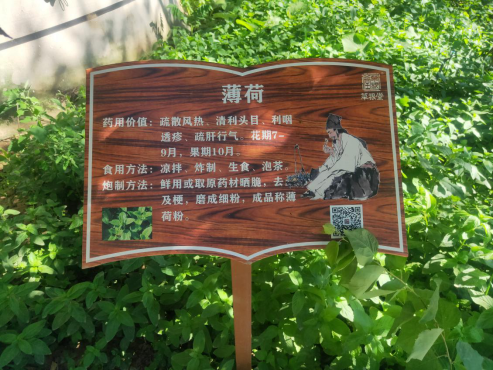 薄荷
药用价值：疏散风热、清利头目、利咽
透疹、疏肝行气，花期7-
9月，果期10月
食用方法：凉拌、炸制、生食、泡茶
炮制方法：鲜用或取原药材晒脆，去
及梗，磨成细粉，成品称薄
荷粉